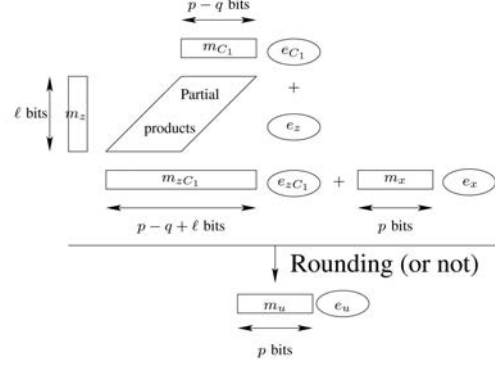 p − q bits
m_{C_1} e_{C_1}
Partial +
ℓ bits m_z
products e_z
m_{zC_1} e_{zC_1} + m_x e_x
p − q + ℓ bits p bits
Rounding (or not)
m_u e_u
p bits